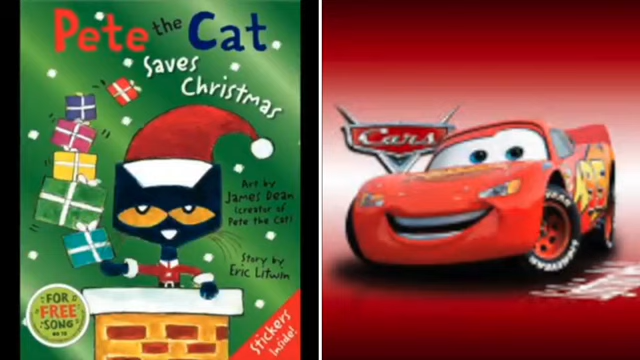 Pete the Cat
Saves
Christmas
Art by
James Dean
(creator of
Pete the Cat)
Story by
Eric Litwin
FOR
FREE
SONG
Stickers
Inside!
Cars
95